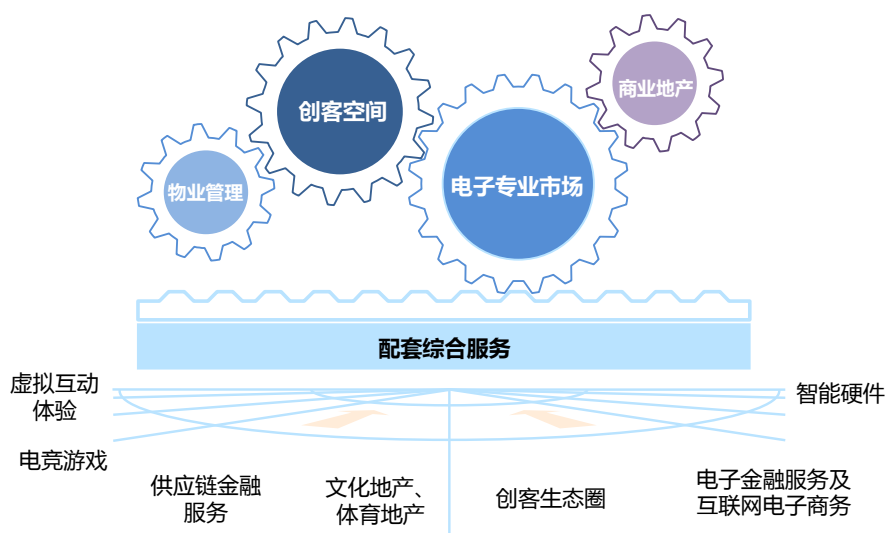 商业地产
创客空间
电子专业市场
物业管理
配套综合服务
虚拟互动
体验
智能硬件
电竞游戏
供应链金融
服务
文化地产、
体育地产
创客生态圈
电子金融服务及
互联网电子商务